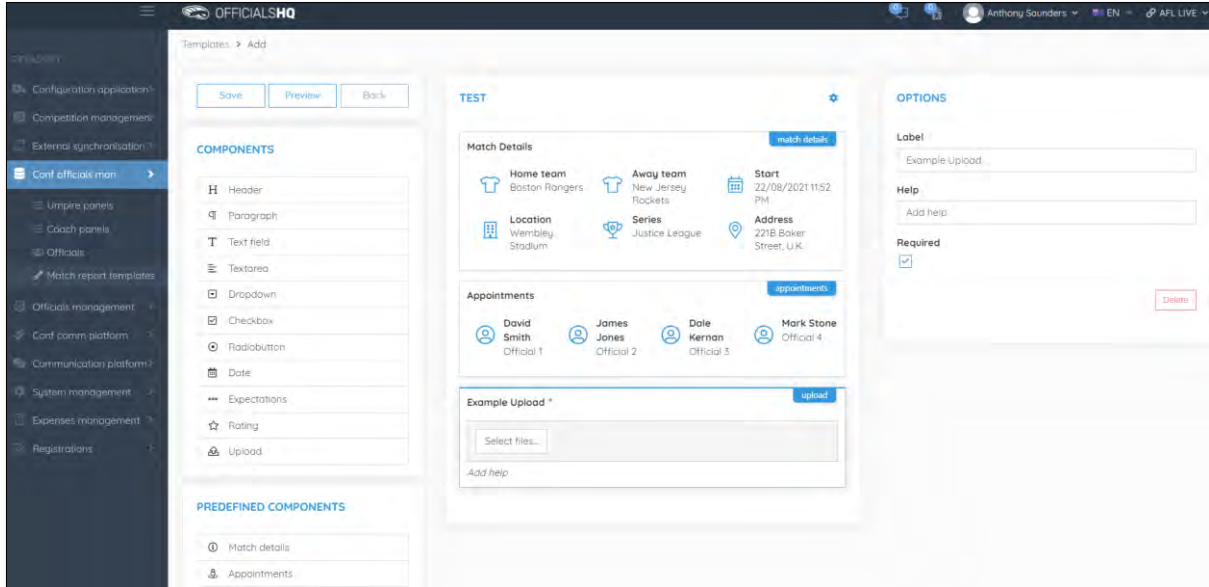 OFFICIALSHQ
Anthony Saunders
EN
AFL LIVE
Templates > Add
Configuration application
Competition management
External synchronisation
Conf officials man
Umpire panels
Coach panels
Officials
Match report templates
Officials management
Conf comm platform
Communication platform
System management
Expenses management
Registrations
Save
Preview
Back
COMPONENTS
Header
Paragraph
Text field
Textarea
Dropdown
Checkbox
Radiobutton
Date
Expectations
Rating
Upload
PREDEFINED COMPONENTS
Match details
Appointments
TEST
match details
Match Details
Home team
Boston Rangers
Away team
New Jersey
Rockets
Start
22/08/2021 11:52
PM
Location
Wembley
Stadium
Series
Justice League
Address
221B Baker
Street, U.K.
appointments
Appointments
David
Smith
Official 1
James
Jones
Official 2
Dale
Kernan
Official 3
Mark Stone
Official 4
upload
Example Upload *
Select files...
Add help
OPTIONS
Label
Example Upload
Help
Add help
Required
Delete